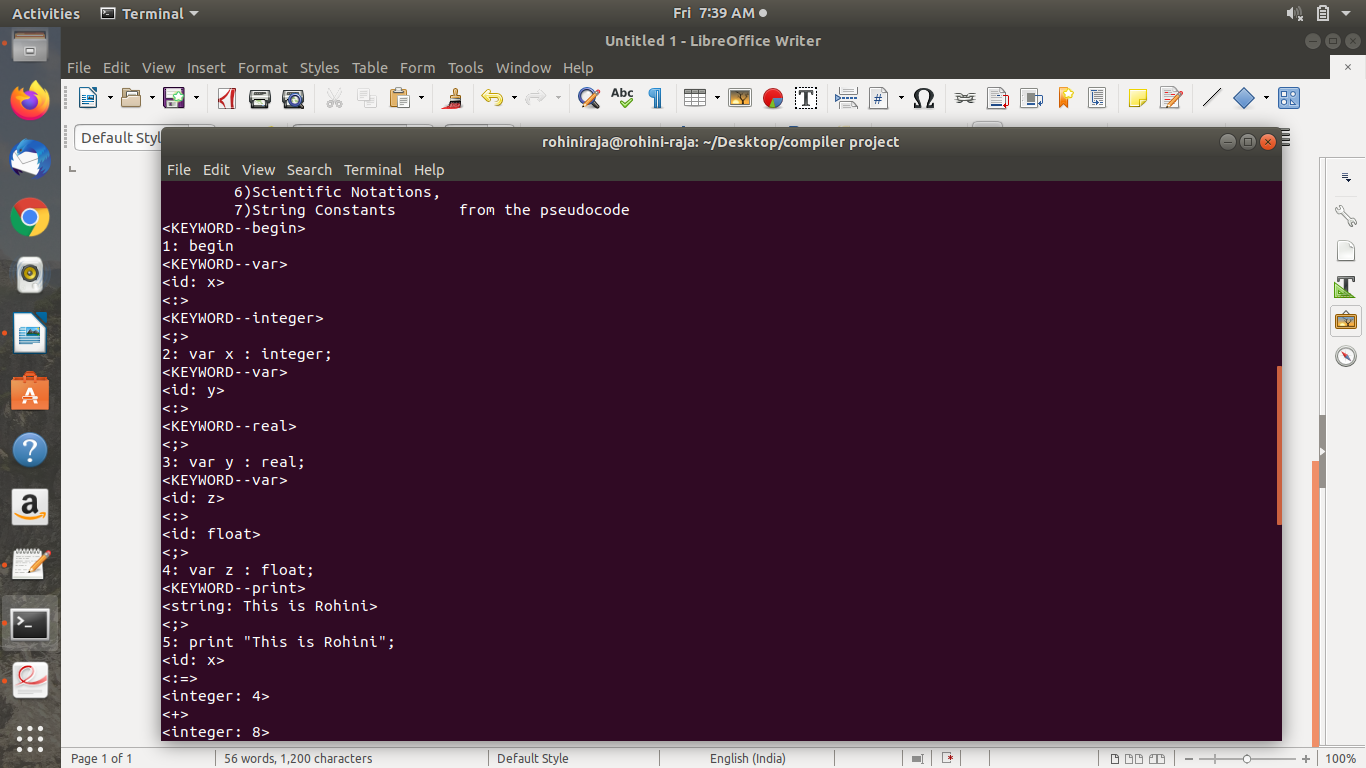 Activities Terminal Fri 7:39 AM
Untitled 1 - LibreOffice Writer
File Edit View Insert Format Styles Table Form Tools Window Help
Default Styl
rohiniraja@rohini-raja: ~/Desktop/compiler project
File Edit View Search Terminal Help
6)Scientific Notations,
7)String Constants from the pseudocode
<KEYWORD--begin>
1: begin
<KEYWORD--var>
<id: x>
<:>
<KEYWORD--integer>
<;>
2: var x : integer;
<KEYWORD--var>
<id: y>
<:>
<KEYWORD--real>
<;>
3: var y : real;
<KEYWORD--var>
<id: z>
<:>
<id: float>
<;>
4: var z : float;
<KEYWORD--print>
<string: This is Rohini>
<;>
5: print "This is Rohini";
<id: x>
<:=>
<integer: 4>
<+>
<integer: 8>
Page 1 of 1 56 words, 1,200 characters Default Style English (India) 100%